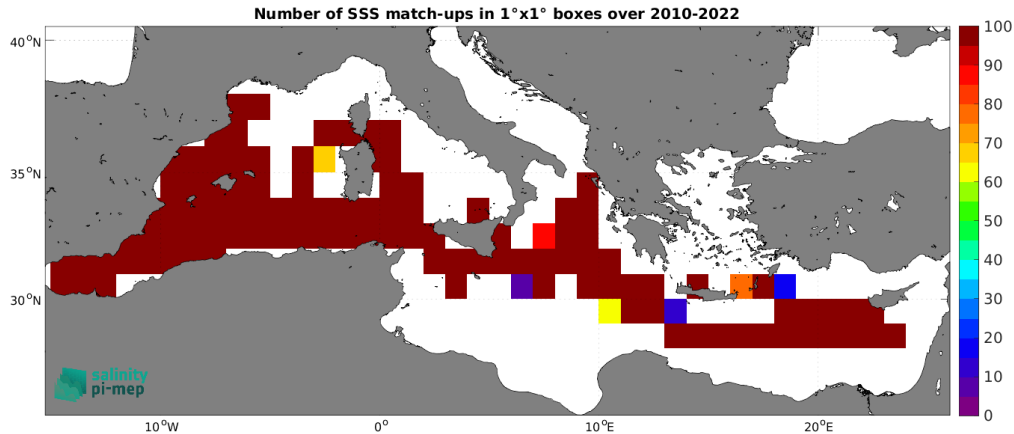 Number of SSS match-ups in 1°x1° boxes over 2010-2022
40°N
35°N
30°N
10°W
0°
10°E
20°E
100
90
80
70
60
50
40
30
20
10
0
salinity
pi-mep